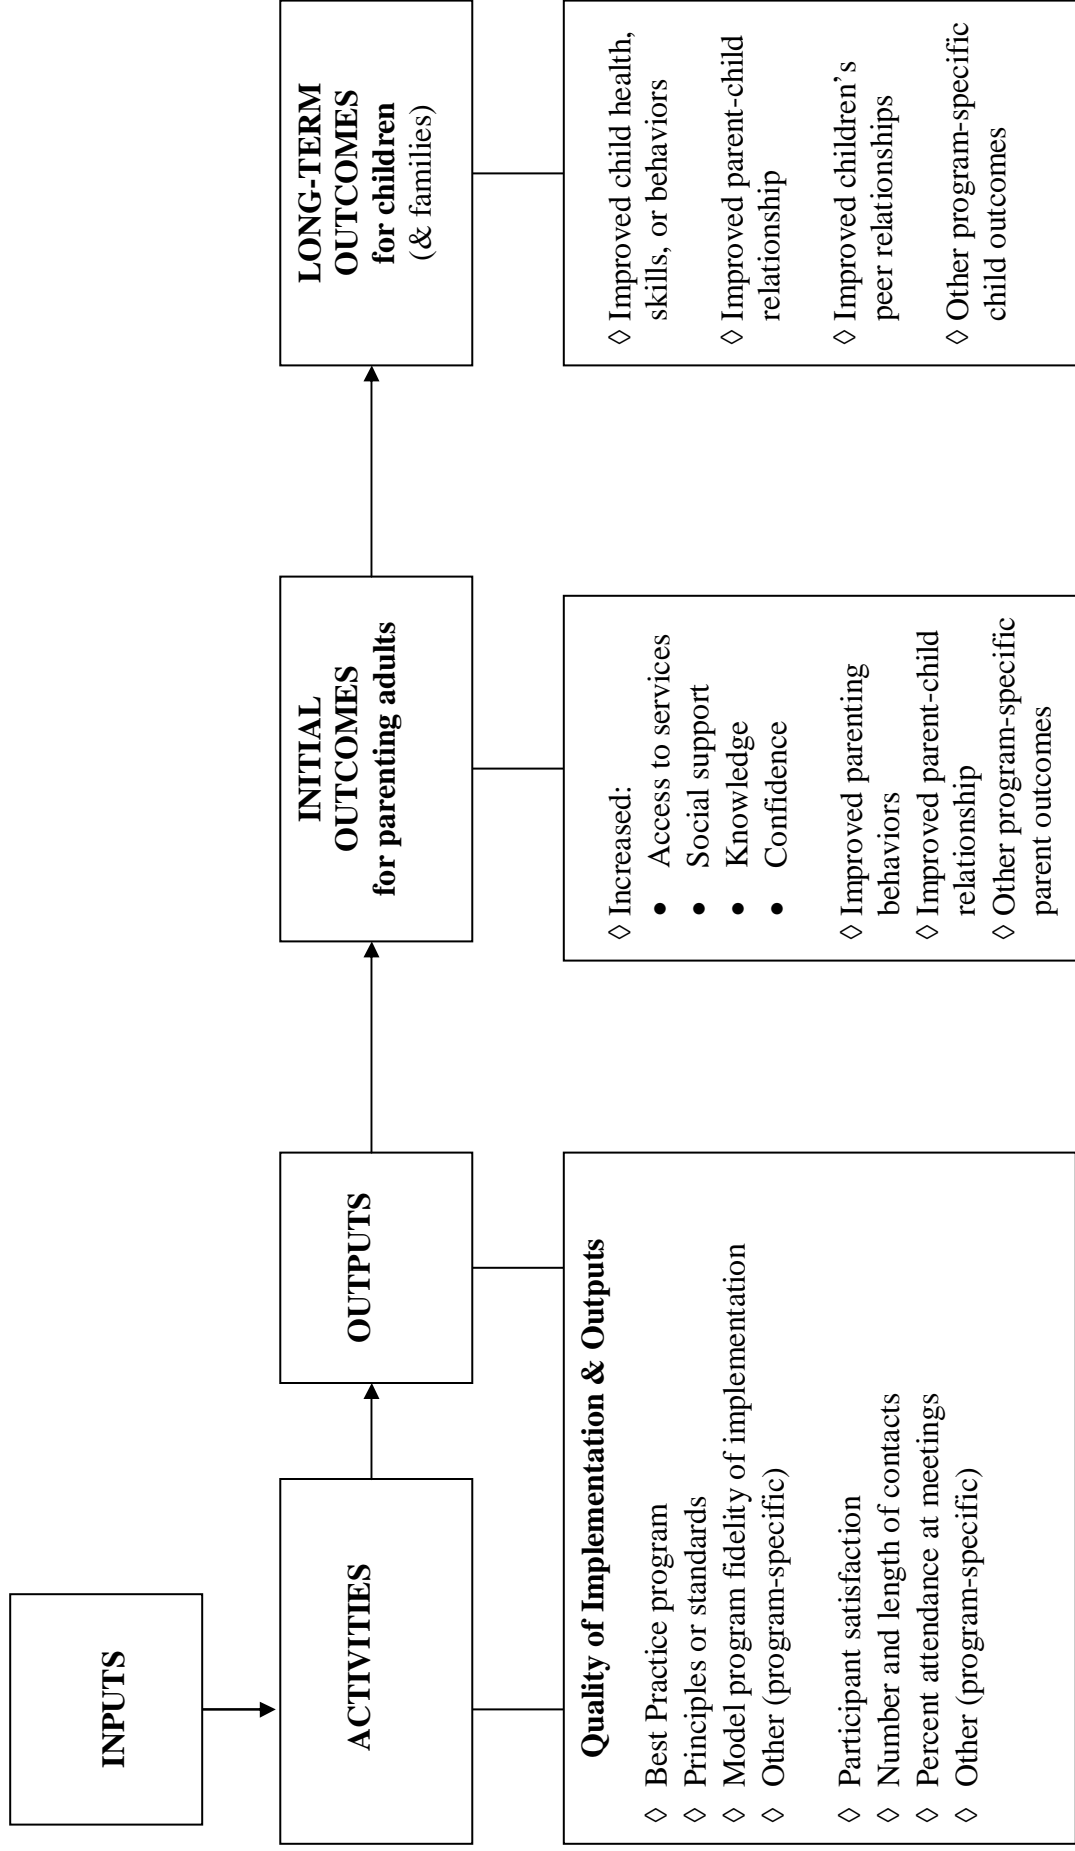 INPUTS
ACTIVITIES
OUTPUTS
INITIAL
OUTCOMES
for parenting adults
LONG-TERM
OUTCOMES
for children
(& families)
Quality of Implementation & Outputs
◊ Best Practice program
◊ Principles or standards
◊ Model program fidelity of implementation
◊ Other (program-specific)
◊ Participant satisfaction
◊ Number and length of contacts
◊ Percent attendance at meetings
◊ Other (program-specific)
◊ Increased:
• Access to services
• Social support
• Knowledge
• Confidence
◊ Improved parenting
behaviors
◊ Improved parent-child
relationship
◊ Other program-specific
parent outcomes
◊ Improved child health,
skills, or behaviors
◊ Improved parent-child
relationship
◊ Improved children’s
peer relationships
◊ Other program-specific
child outcomes